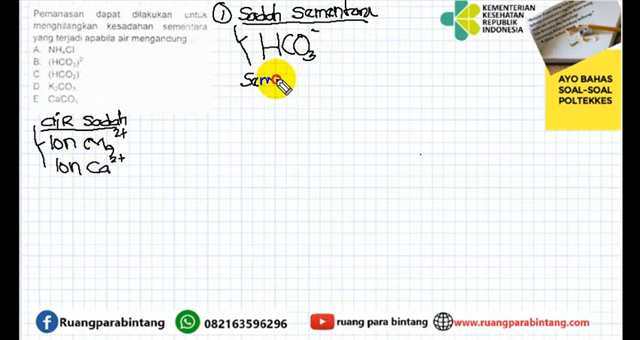 Pemanasan dapat dilakukan untuk
menghilangkan kesadahan sementara
yang terjadi apabila air mengandung
A. NH₄Cl
B. (HCO₃)²
C (HCO₃)⁻
D. K₂CO₃
E CaCO₃
① Sadah Sementara
HCO₃⁻
Sem
air Sadah
Ion Mg²⁺
Ion Ca²⁺
KEMENTERIAN
KESEHATAN
REPUBLIK
INDONESIA
AYO BAHAS
SOAL-SOAL
POLTEKKES
Ruangparabintang
082163596296
ruang para bintang
www.ruangparabintang.com